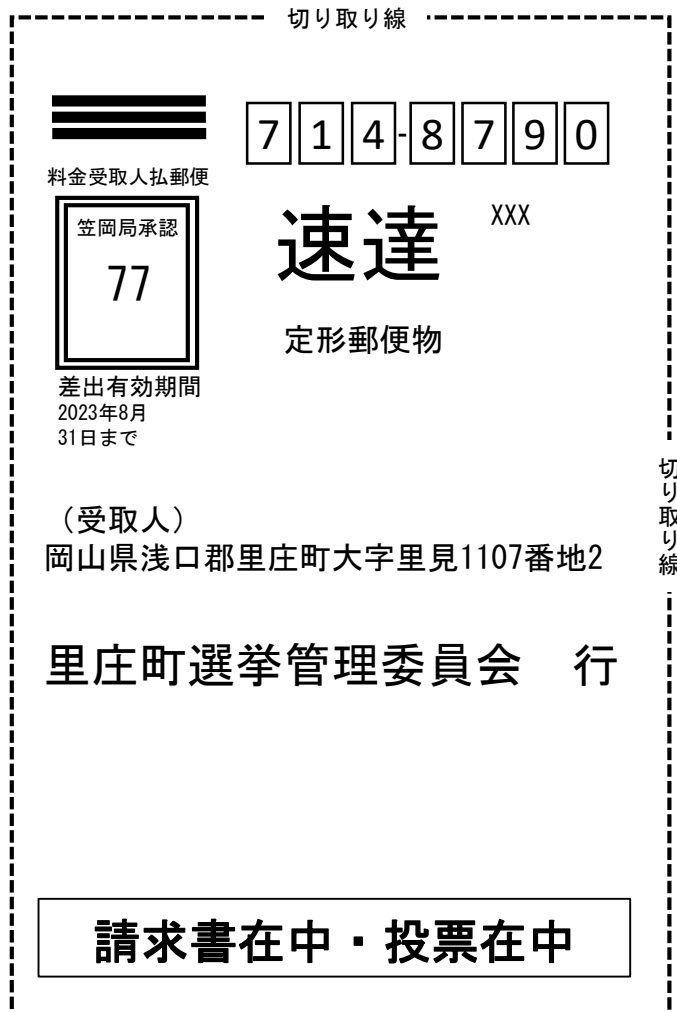 切り取り線
714-8790
料金受取人払郵便
笠岡局承認
77
速達
XXX
定形郵便物
差出有効期間
2023年8月
31日まで
切り取り線
（受取人）
岡山県浅口郡里庄町大字里見1107番地2
里庄町選挙管理委員会　行
請求書在中・投票在中